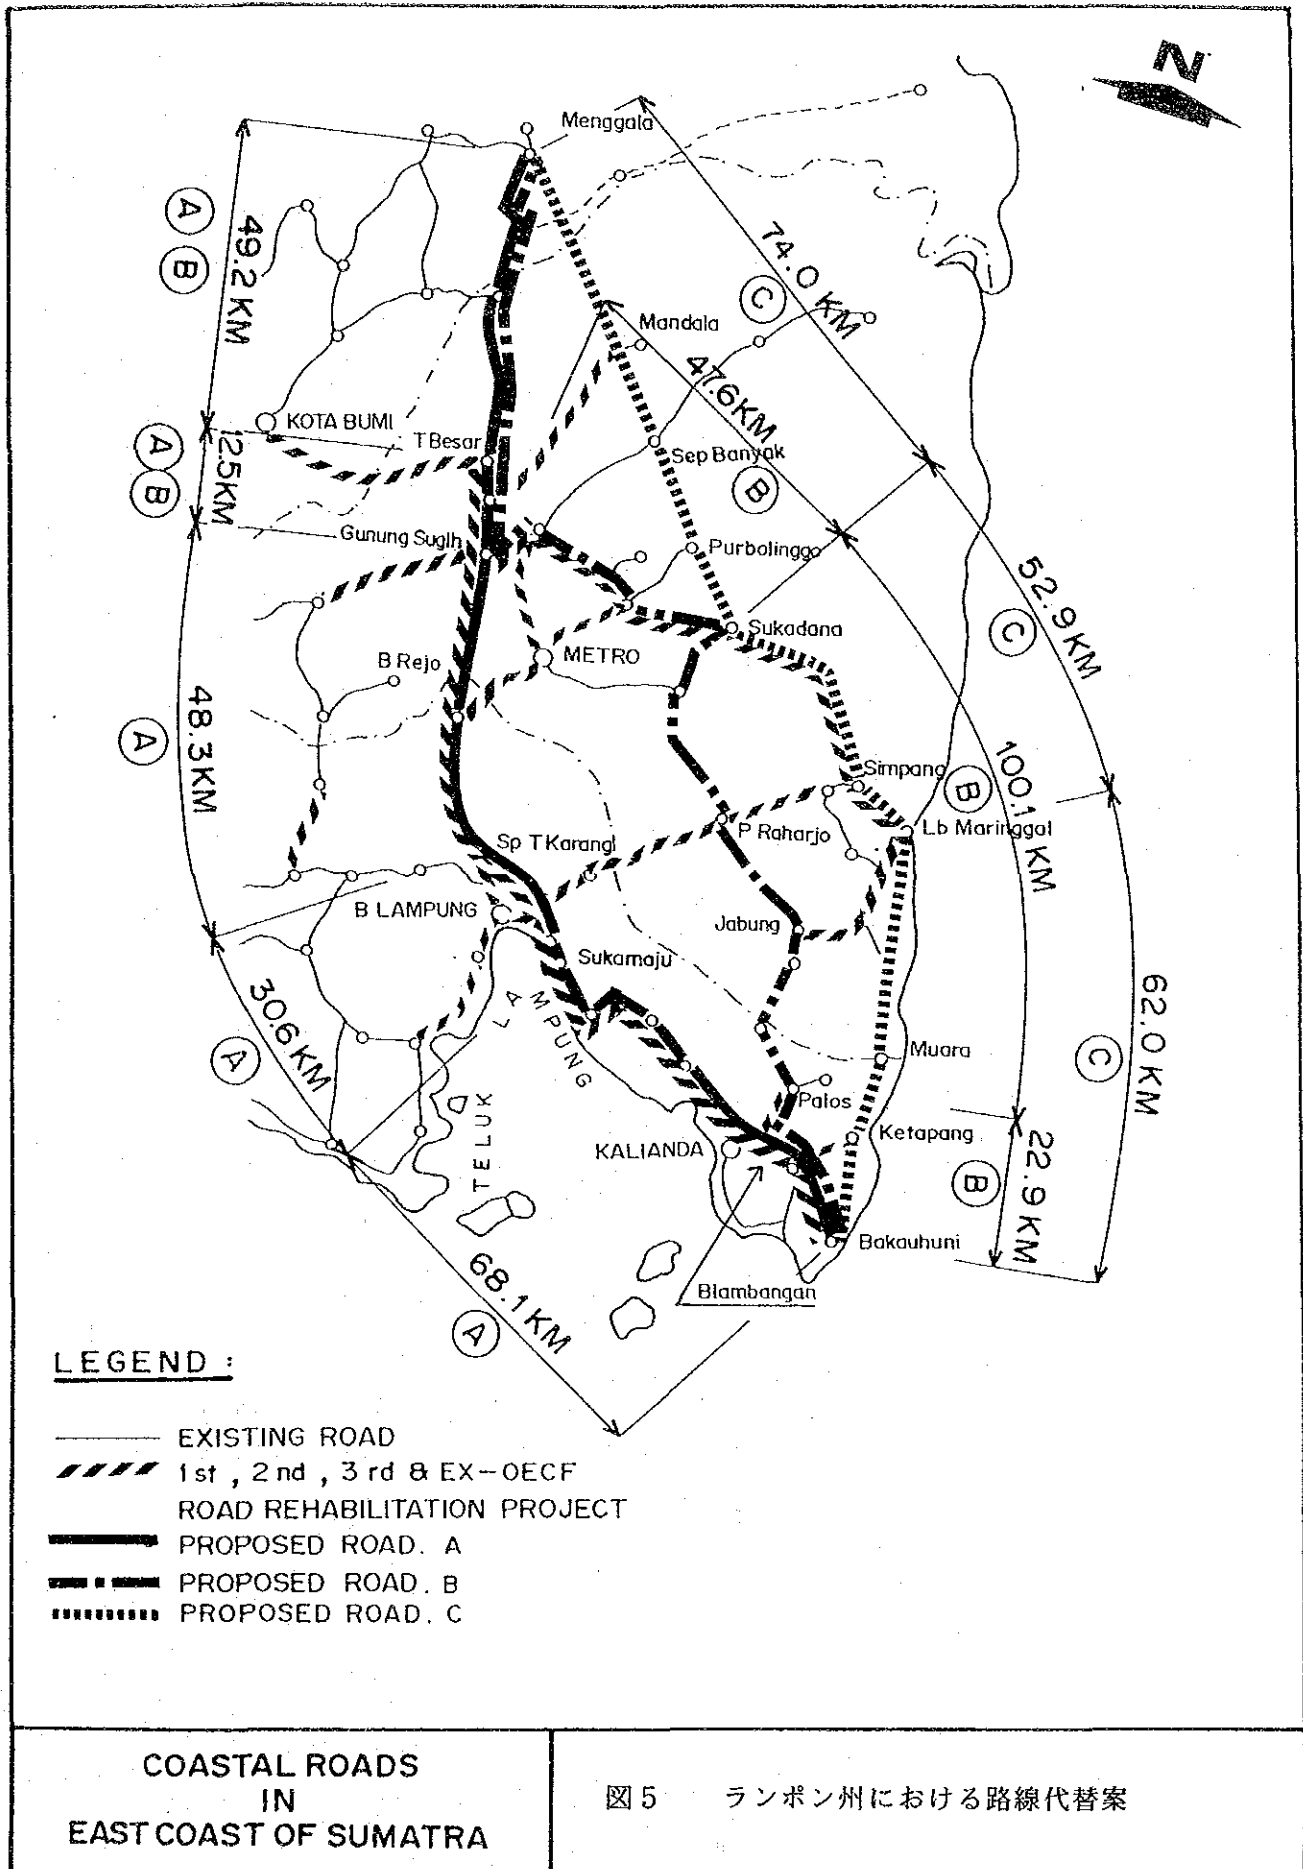 N
Menggala
A
B
49.2 KM
74.0 KM
C
Mandala
47.6KM
B
KOTA BUMI
T Besar
A
B
12.5KM
Sep Banyak
Gunung Sugih
Purbolinggo
52.9 KM
C
Sukadana
B Rejo
METRO
A
48.3KM
Simpang
B
100.1 KM
P Raharjo
Lb Maringgai
Sp T Karang
B LAMPUNG
Jabung
Sukamaju
30.6 KM
A
TELUK LAMPUNG
Muara
62.0 KM
C
Palos
Ketapang
KALIANDA
22.9 KM
B
Bakauhuni
Blambangan
68.1 KM
A
LEGEND :
EXISTING ROAD
1st , 2nd , 3rd & EX-OECF
ROAD REHABILITATION PROJECT
PROPOSED ROAD. A
PROPOSED ROAD. B
PROPOSED ROAD. C
COASTAL ROADS
IN
EAST COAST OF SUMATRA
図5 ランポン州における路線代替案